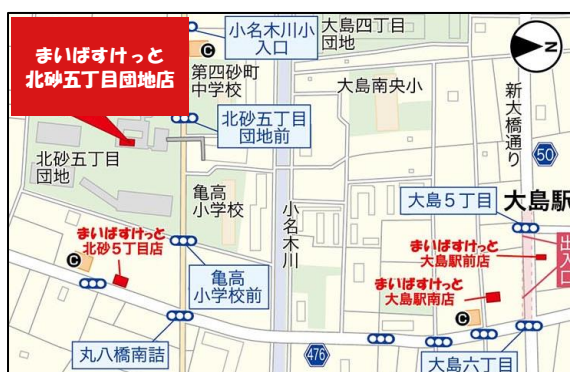 まいばすけっと
北砂五丁目団地店
小名木川小
入口
大島四丁目
団地
N
C
第四砂町
中学校
大島南央小
新大橋通り
北砂五丁目
団地前
50
北砂五丁目
団地
亀高
小学校
小名木川
大島5丁目
大島駅
まいばすけっと
北砂5丁目店
C
まいばすけっと
大島駅前店
出入口
亀高
小学校前
まいばすけっと
大島駅南店
C
丸八橋南詰
476
大島六丁目